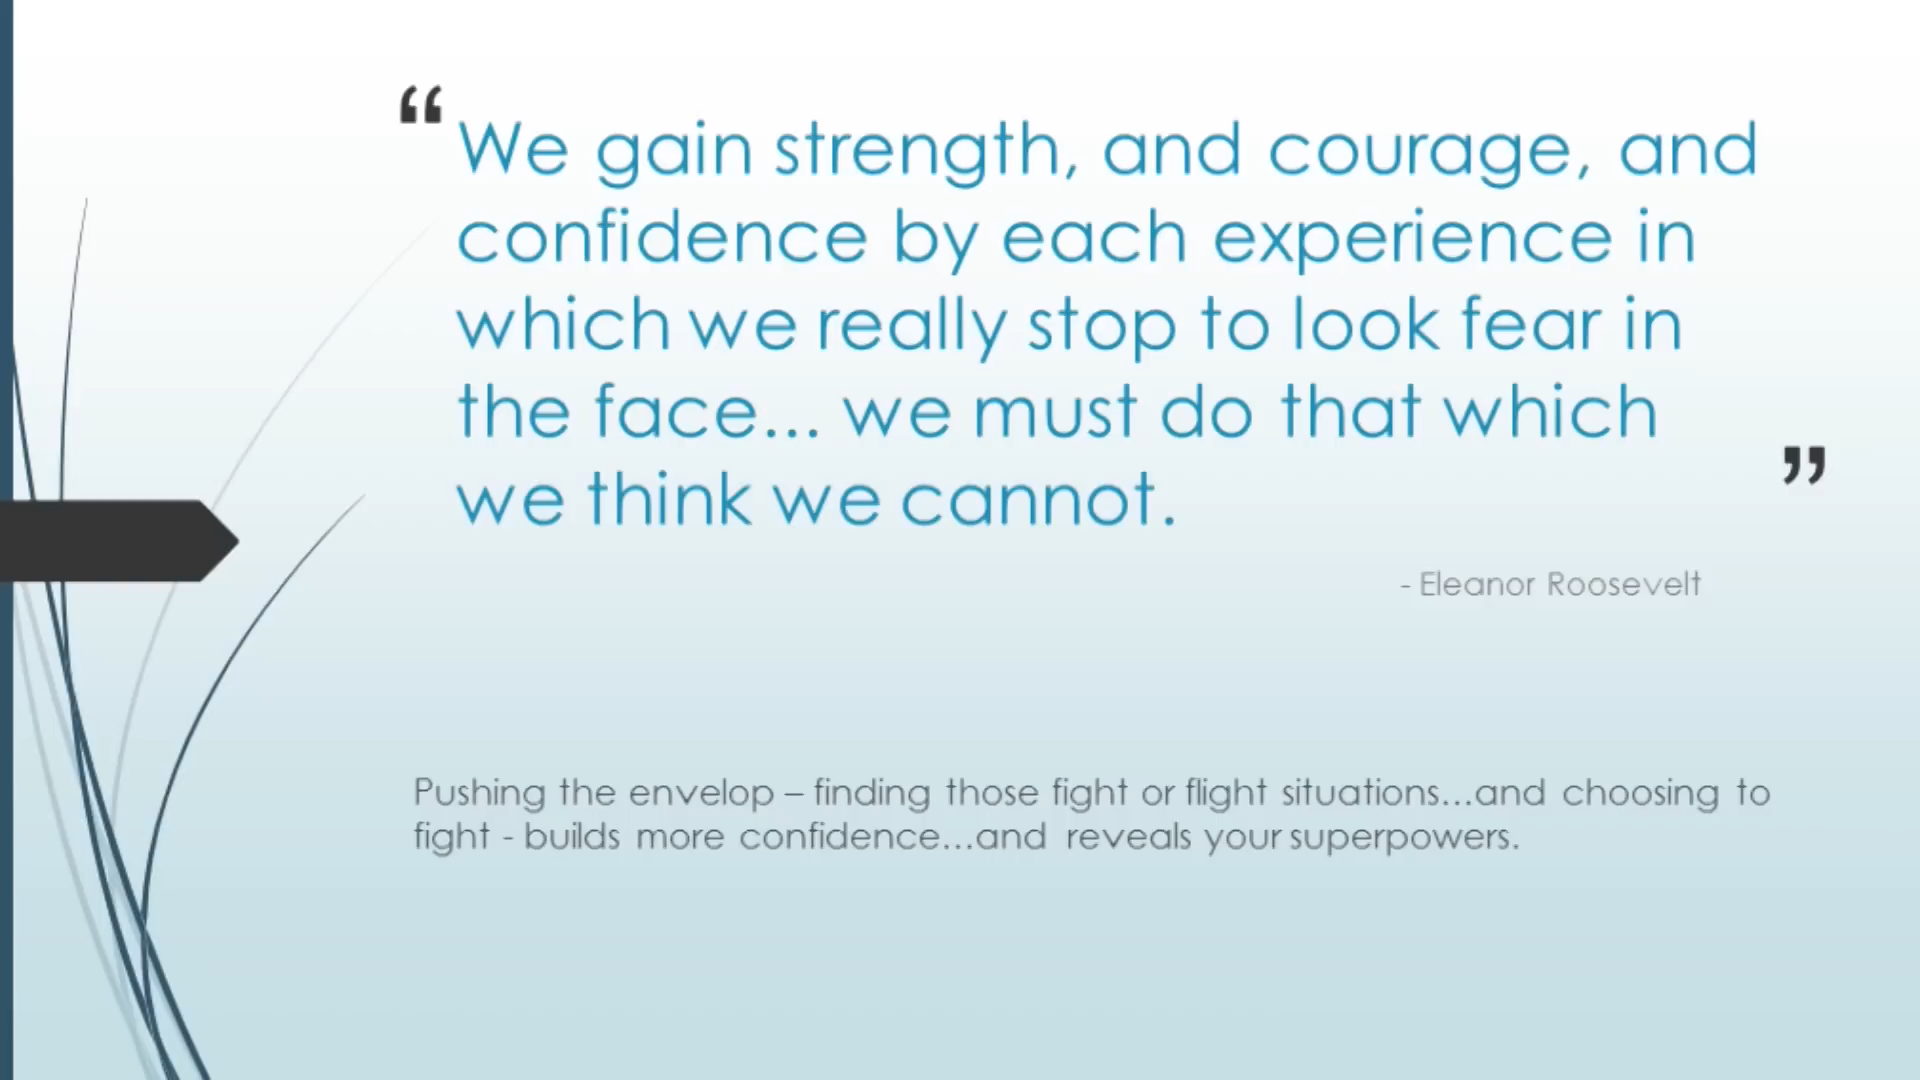 “We gain strength, and courage, and
confidence by each experience in
which we really stop to look fear in
the face... we must do that which
we think we cannot.”
- Eleanor Roosevelt
Pushing the envelop – finding those fight or flight situations...and choosing to
fight - builds more confidence...and reveals your superpowers.